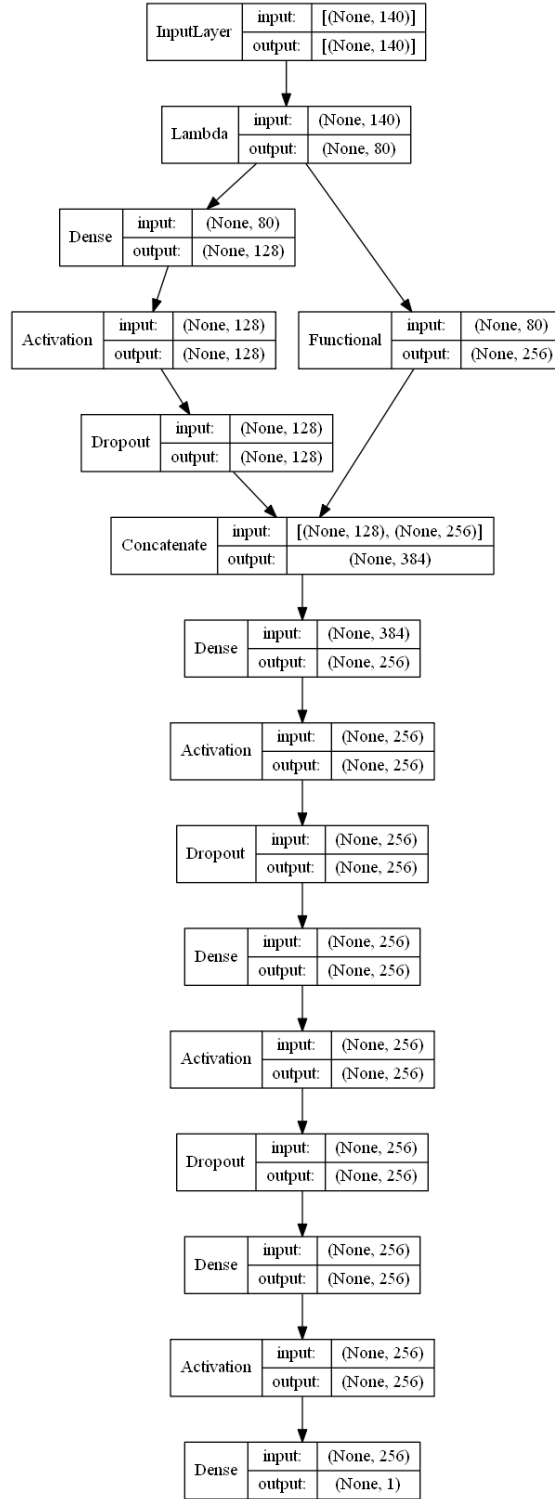 InputLayer
input: [(None, 140)]
output: [(None, 140)]
Lambda
input: (None, 140)
output: (None, 80)
Dense
input: (None, 80)
output: (None, 128)
Activation
input: (None, 128)
output: (None, 128)
Functional
input: (None, 80)
output: (None, 256)
Dropout
input: (None, 128)
output: (None, 128)
Concatenate
input: [(None, 128), (None, 256)]
output: (None, 384)
Dense
input: (None, 384)
output: (None, 256)
Activation
input: (None, 256)
output: (None, 256)
Dropout
input: (None, 256)
output: (None, 256)
Dense
input: (None, 256)
output: (None, 256)
Activation
input: (None, 256)
output: (None, 256)
Dropout
input: (None, 256)
output: (None, 256)
Dense
input: (None, 256)
output: (None, 256)
Activation
input: (None, 256)
output: (None, 256)
Dense
input: (None, 256)
output: (None, 1)